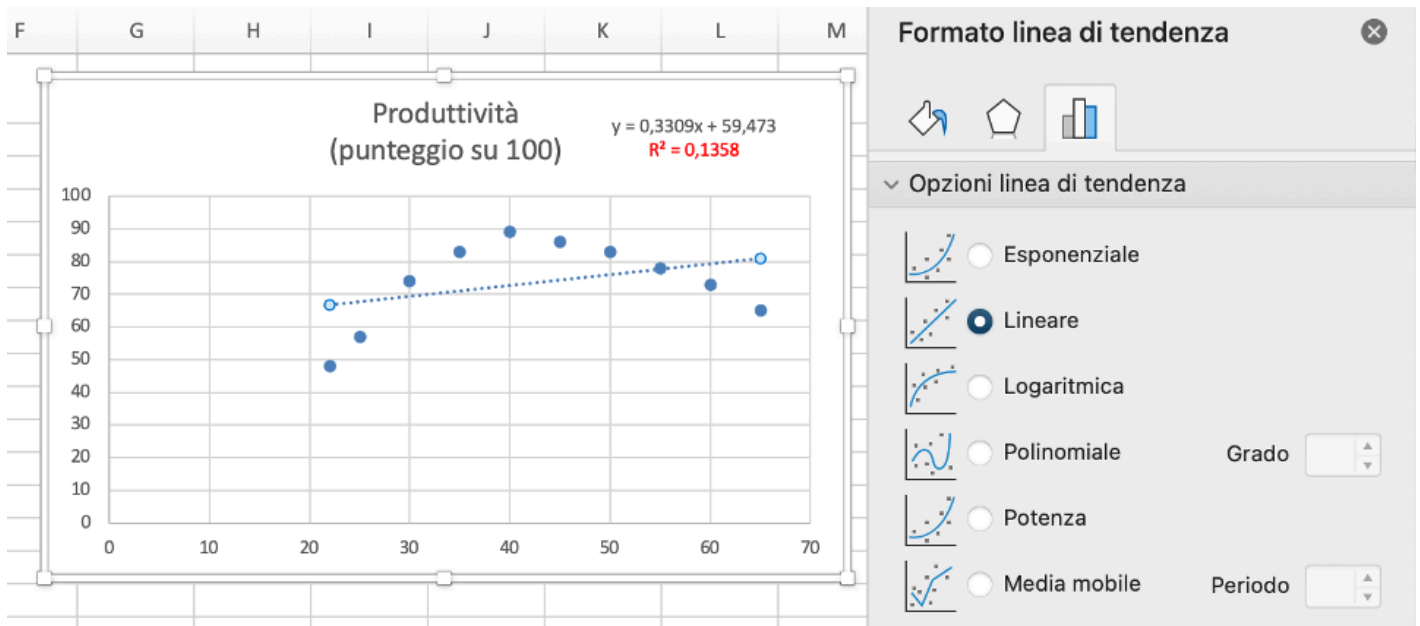 F G H I J K L M
Formato linea di tendenza
Produttività
(punteggio su 100)
y = 0,3309x + 59,473
R² = 0,1358
100
90
80
70
60
50
40
30
20
10
0
0 10 20 30 40 50 60 70
Opzioni linea di tendenza
Esponenziale
Lineare
Logaritmica
Polinomiale Grado
Potenza
Media mobile Periodo